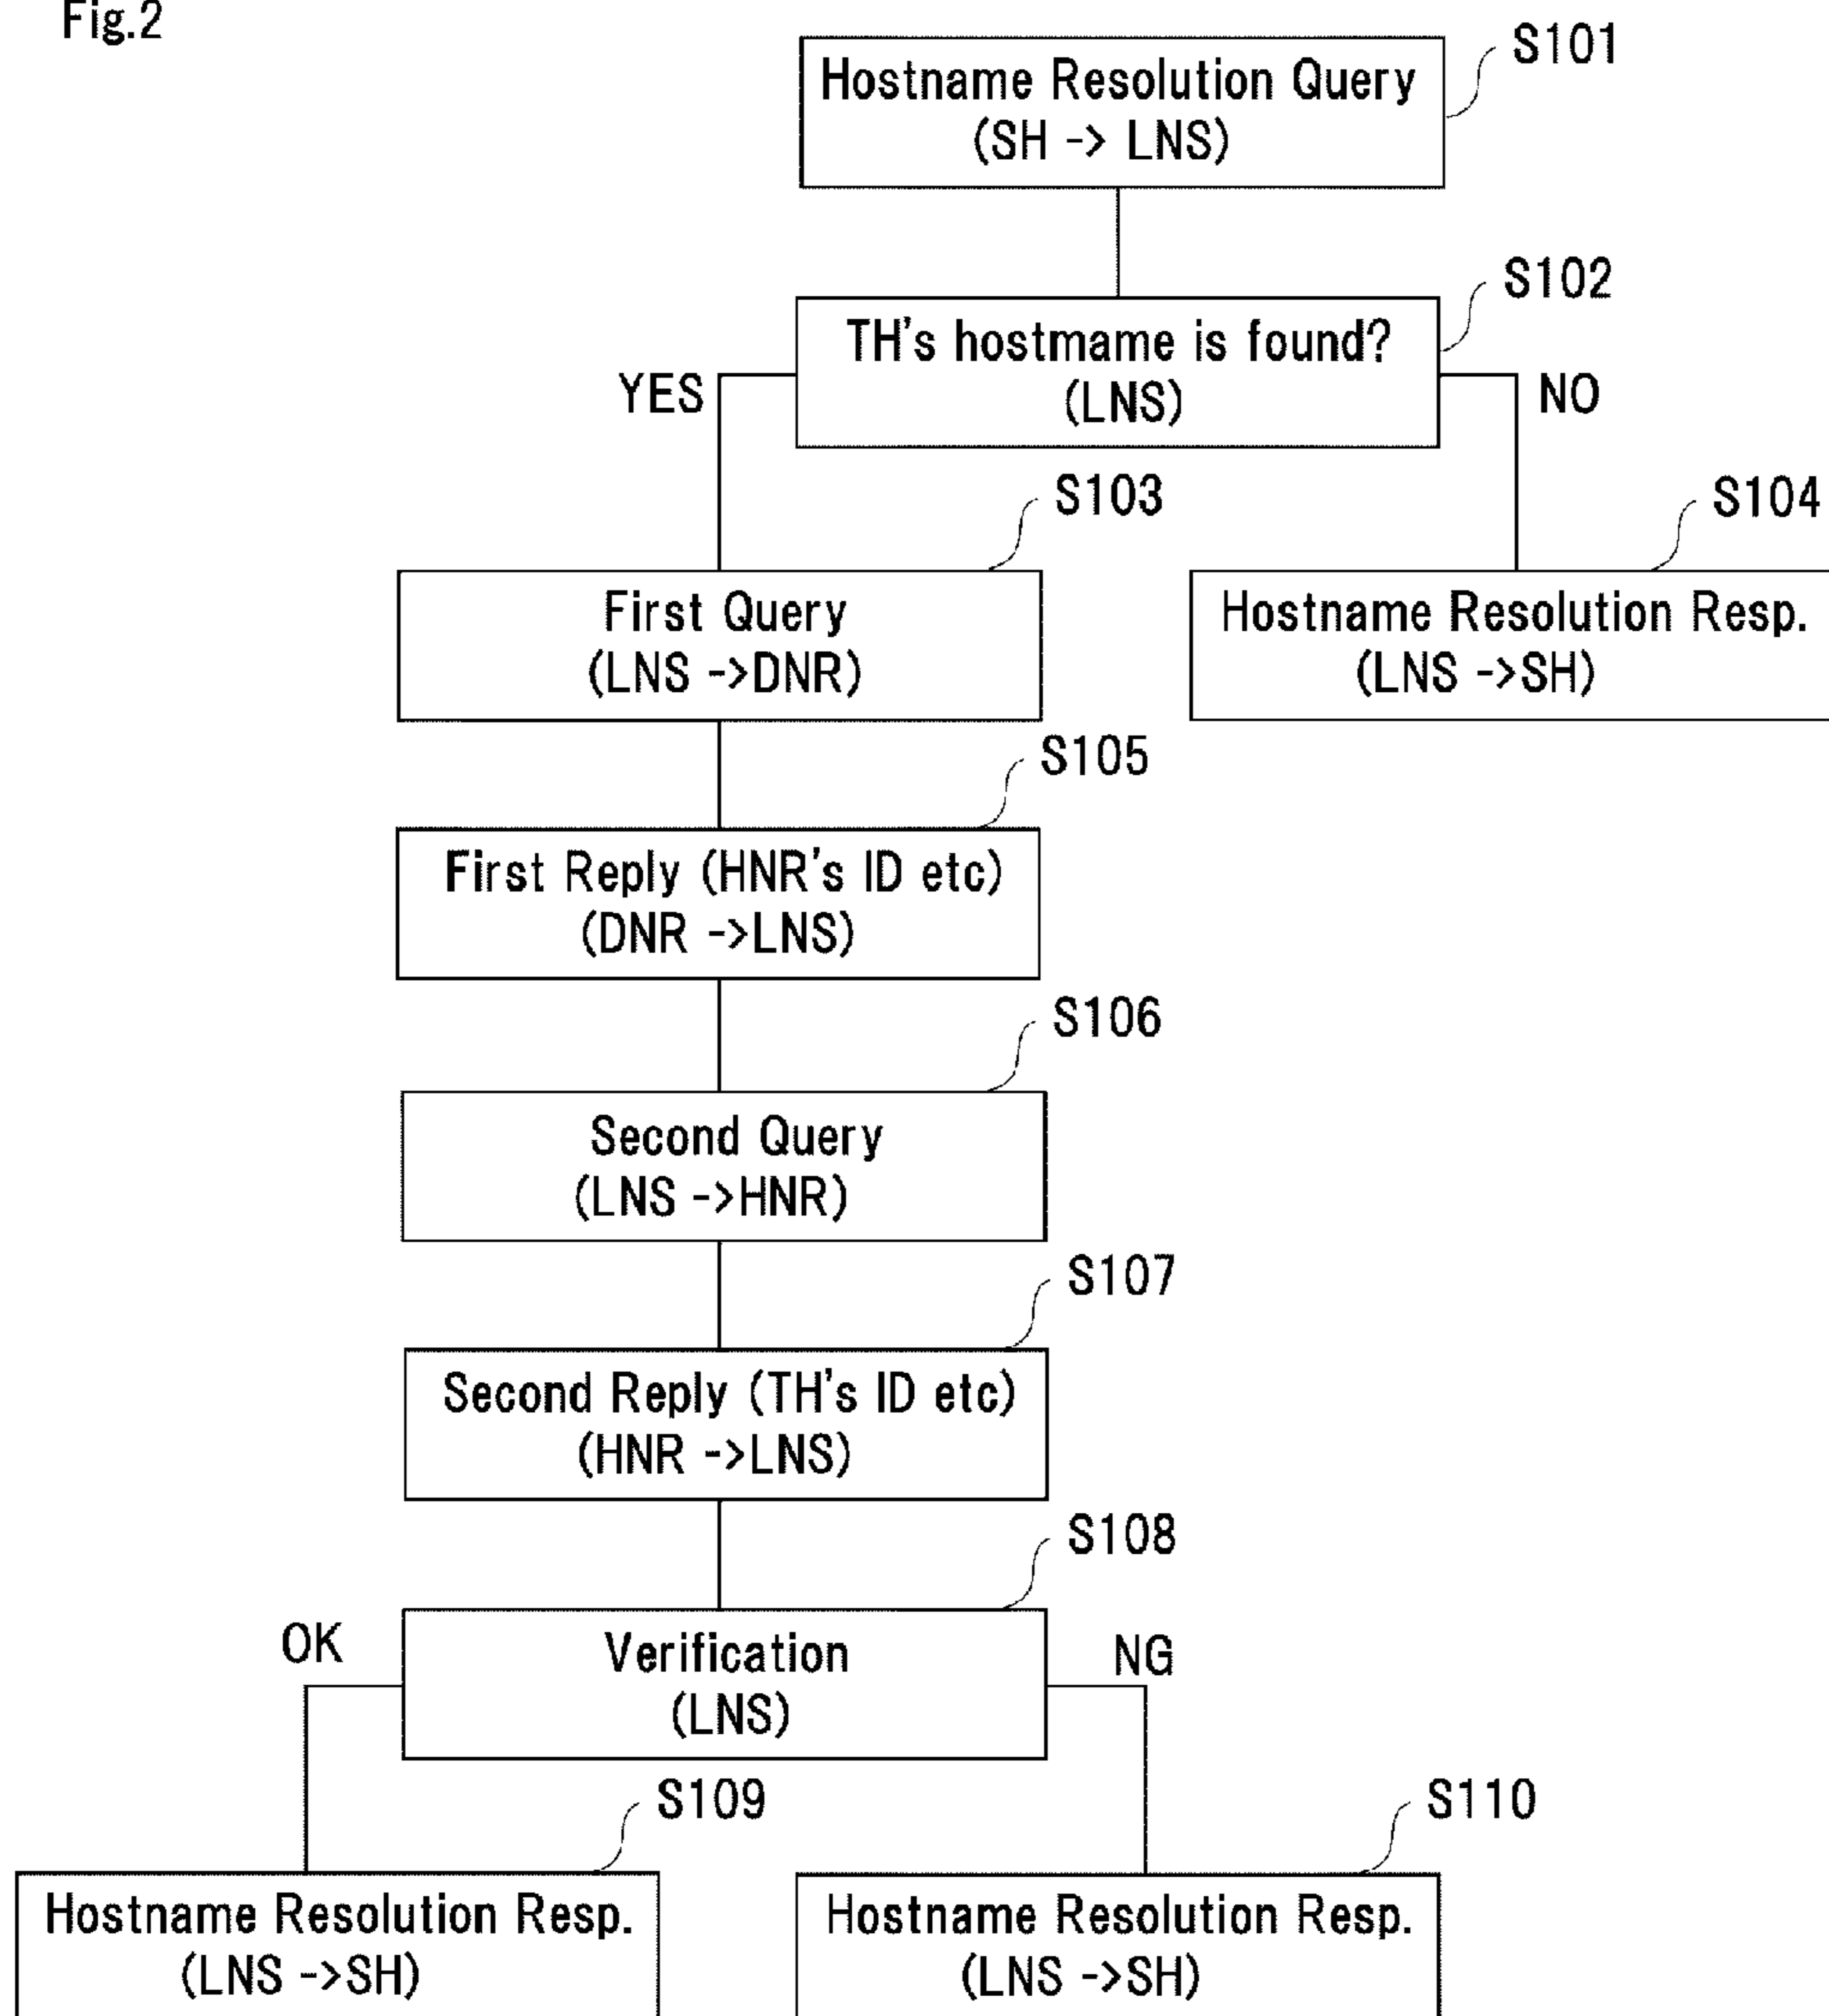 Fig.2
S101
Hostname Resolution Query
(SH -> LNS)
S102
TH's hostmame is found?
(LNS)
YES
NO
S103
S104
First Query
(LNS ->DNR)
Hostname Resolution Resp.
(LNS ->SH)
S105
First Reply (HNR's ID etc)
(DNR ->LNS)
S106
Second Query
(LNS ->HNR)
S107
Second Reply (TH's ID etc)
(HNR ->LNS)
S108
OK
Verification
(LNS)
NG
S109
S110
Hostname Resolution Resp.
(LNS ->SH)
Hostname Resolution Resp.
(LNS ->SH)